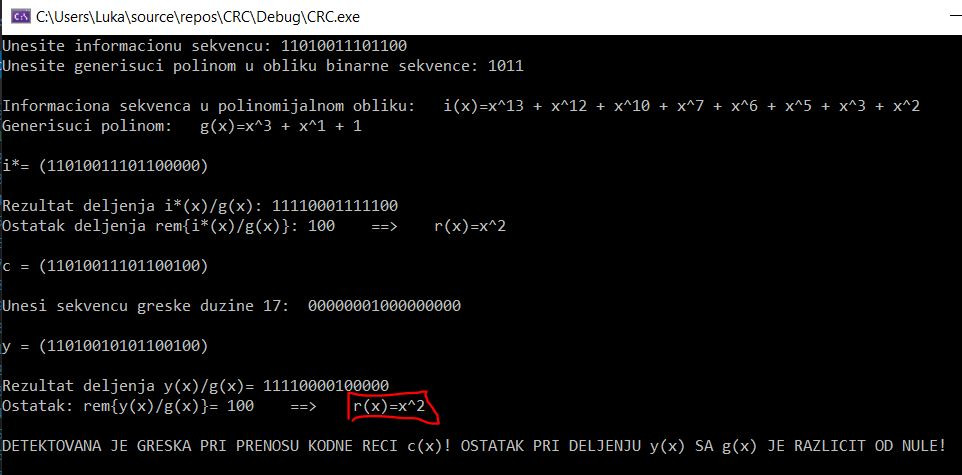 C:\Users\Luka\source\repos\CRC\Debug\CRC.exe
Unesite informacionu sekvencu: 11010011101100
Unesite generisuci polinom u obliku binarne sekvence: 1011
Informaciona sekvenca u polinomijalnom obliku:   i(x)=x^13 + x^12 + x^10 + x^7 + x^6 + x^5 + x^3 + x^2
Generisuci polinom:   g(x)=x^3 + x^1 + 1
i*= (11010011101100000)
Rezultat deljenja i*(x)/g(x): 11110001111100
Ostatak deljenja rem{i*(x)/g(x)}: 100    ==>    r(x)=x^2
c = (11010011101100100)
Unesi sekvencu greske duzine 17:  00000001000000000
y = (11010010101100100)
Rezultat deljenja y(x)/g(x)= 11110000100000
Ostatak: rem{y(x)/g(x)}= 100    ==>    r(x)=x^2
DETEKTOVANA JE GRESKA PRI PRENOSU KODNE RECI c(x)! OSTATAK PRI DELJENJU y(x) SA g(x) JE RAZLICIT OD NULE!